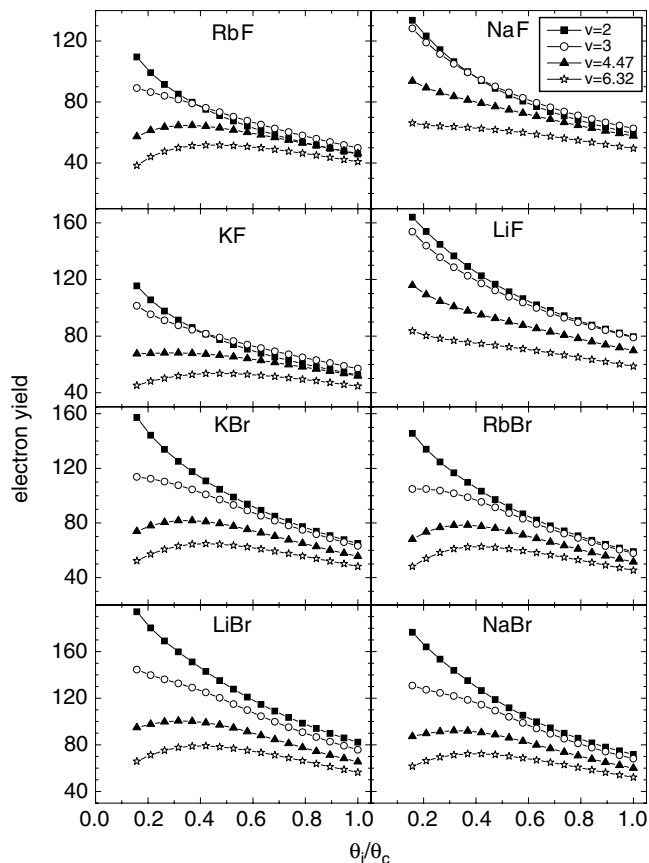 RbF
NaF
v=2
v=3
v=4.47
v=6.32
120
80
40
KF
LiF
160
120
80
40
KBr
RbBr
160
120
80
40
LiBr
NaBr
160
120
80
40
0.0 0.2 0.4 0.6 0.8 1.0 0.2 0.4 0.6 0.8 1.0
electron yield
θi/θc